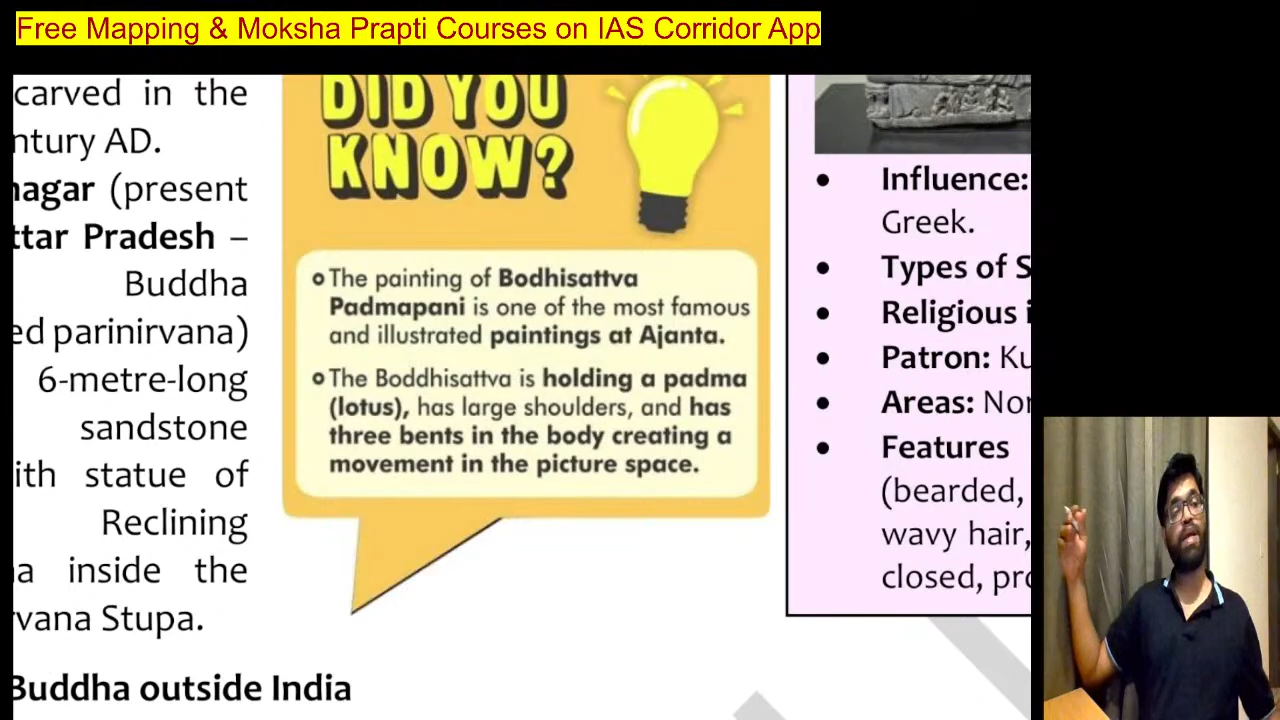 Free Mapping & Moksha Prapti Courses on IAS Corridor App
carved in the
ntury AD.
nagar (present
ttar Pradesh –
Buddha
ed parinirvana)
6-metre-long
sandstone
ith statue of
Reclining
a inside the
rvana Stupa.
Buddha outside India
DID YOU
KNOW?
The painting of Bodhisattva
Padmapani is one of the most famous
and illustrated paintings at Ajanta.
The Boddhisattva is holding a padma
(lotus), has large shoulders, and has
three bents in the body creating a
movement in the picture space.
• Influence:
Greek.
• Types of S
• Religious i
• Patron: Ku
• Areas: Nor
• Features
(bearded,
wavy hair,
closed, pro